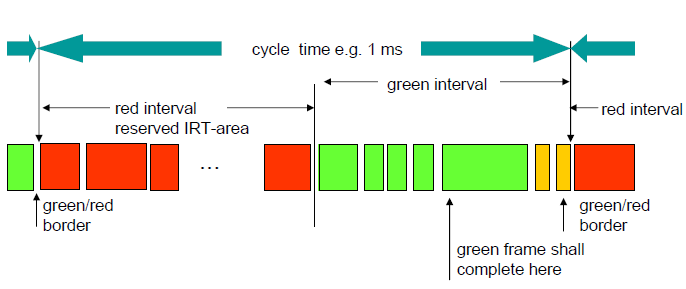 cycle time e.g. 1 ms
green interval
red interval
reserved IRT-area
red interval
...
green/red
border
green/red
border
green frame shall
complete here